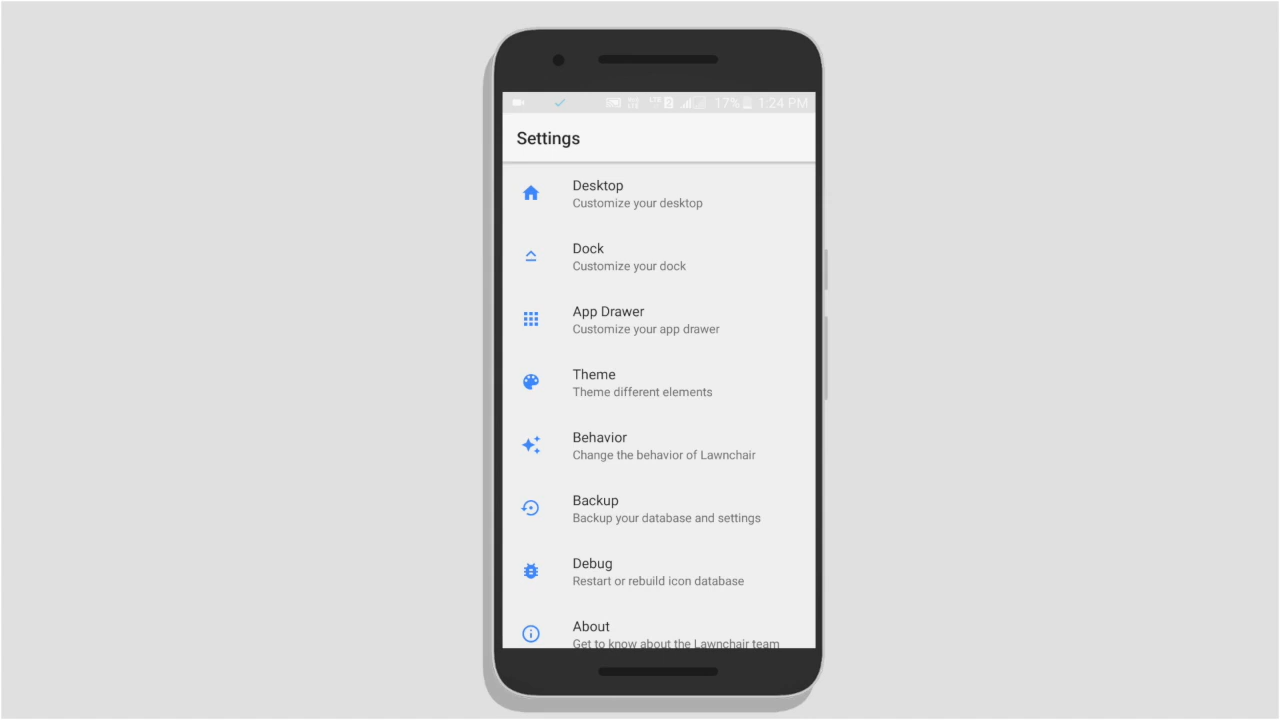 17% 1:24 PM
Settings
Desktop
Customize your desktop
Dock
Customize your dock
App Drawer
Customize your app drawer
Theme
Theme different elements
Behavior
Change the behavior of Lawnchair
Backup
Backup your database and settings
Debug
Restart or rebuild icon database
About
Get to know about the Lawnchair team